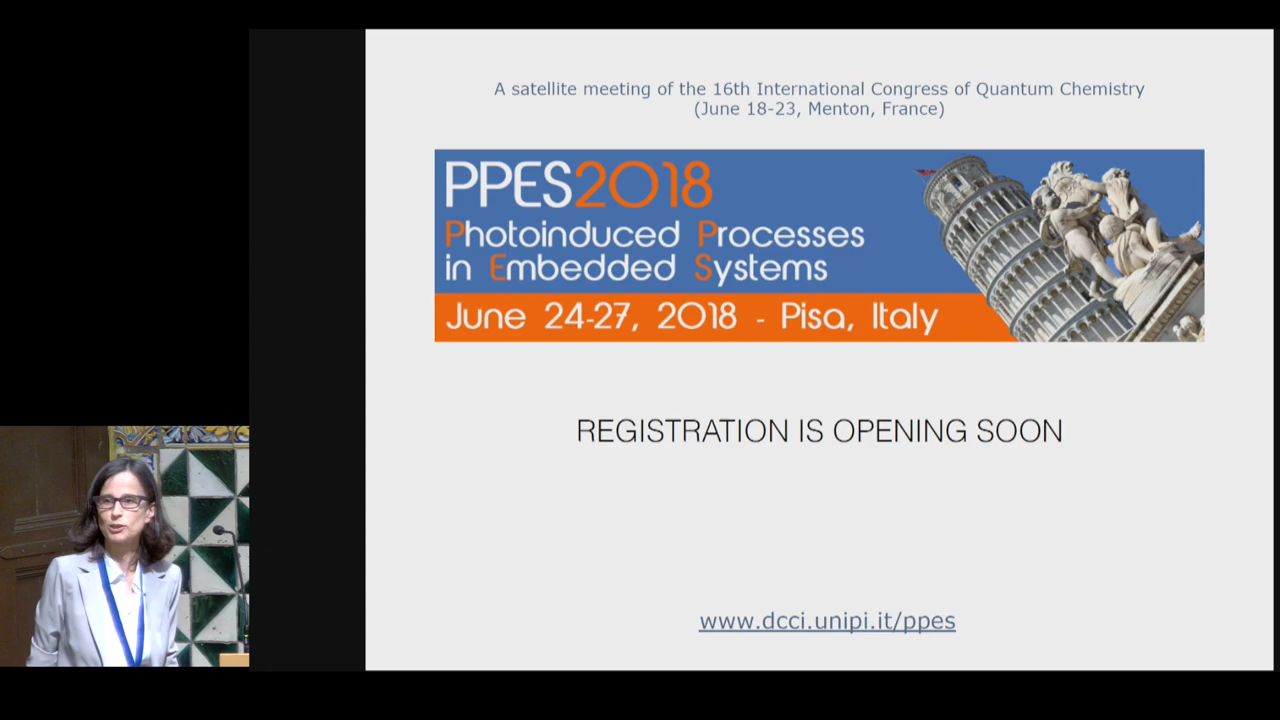 A satellite meeting of the 16th International Congress of Quantum Chemistry
(June 18-23, Menton, France)
PPES2018
Photoinduced Processes
in Embedded Systems
June 24-27, 2018 - Pisa, Italy
REGISTRATION IS OPENING SOON
www.dcci.unipi.it/ppes